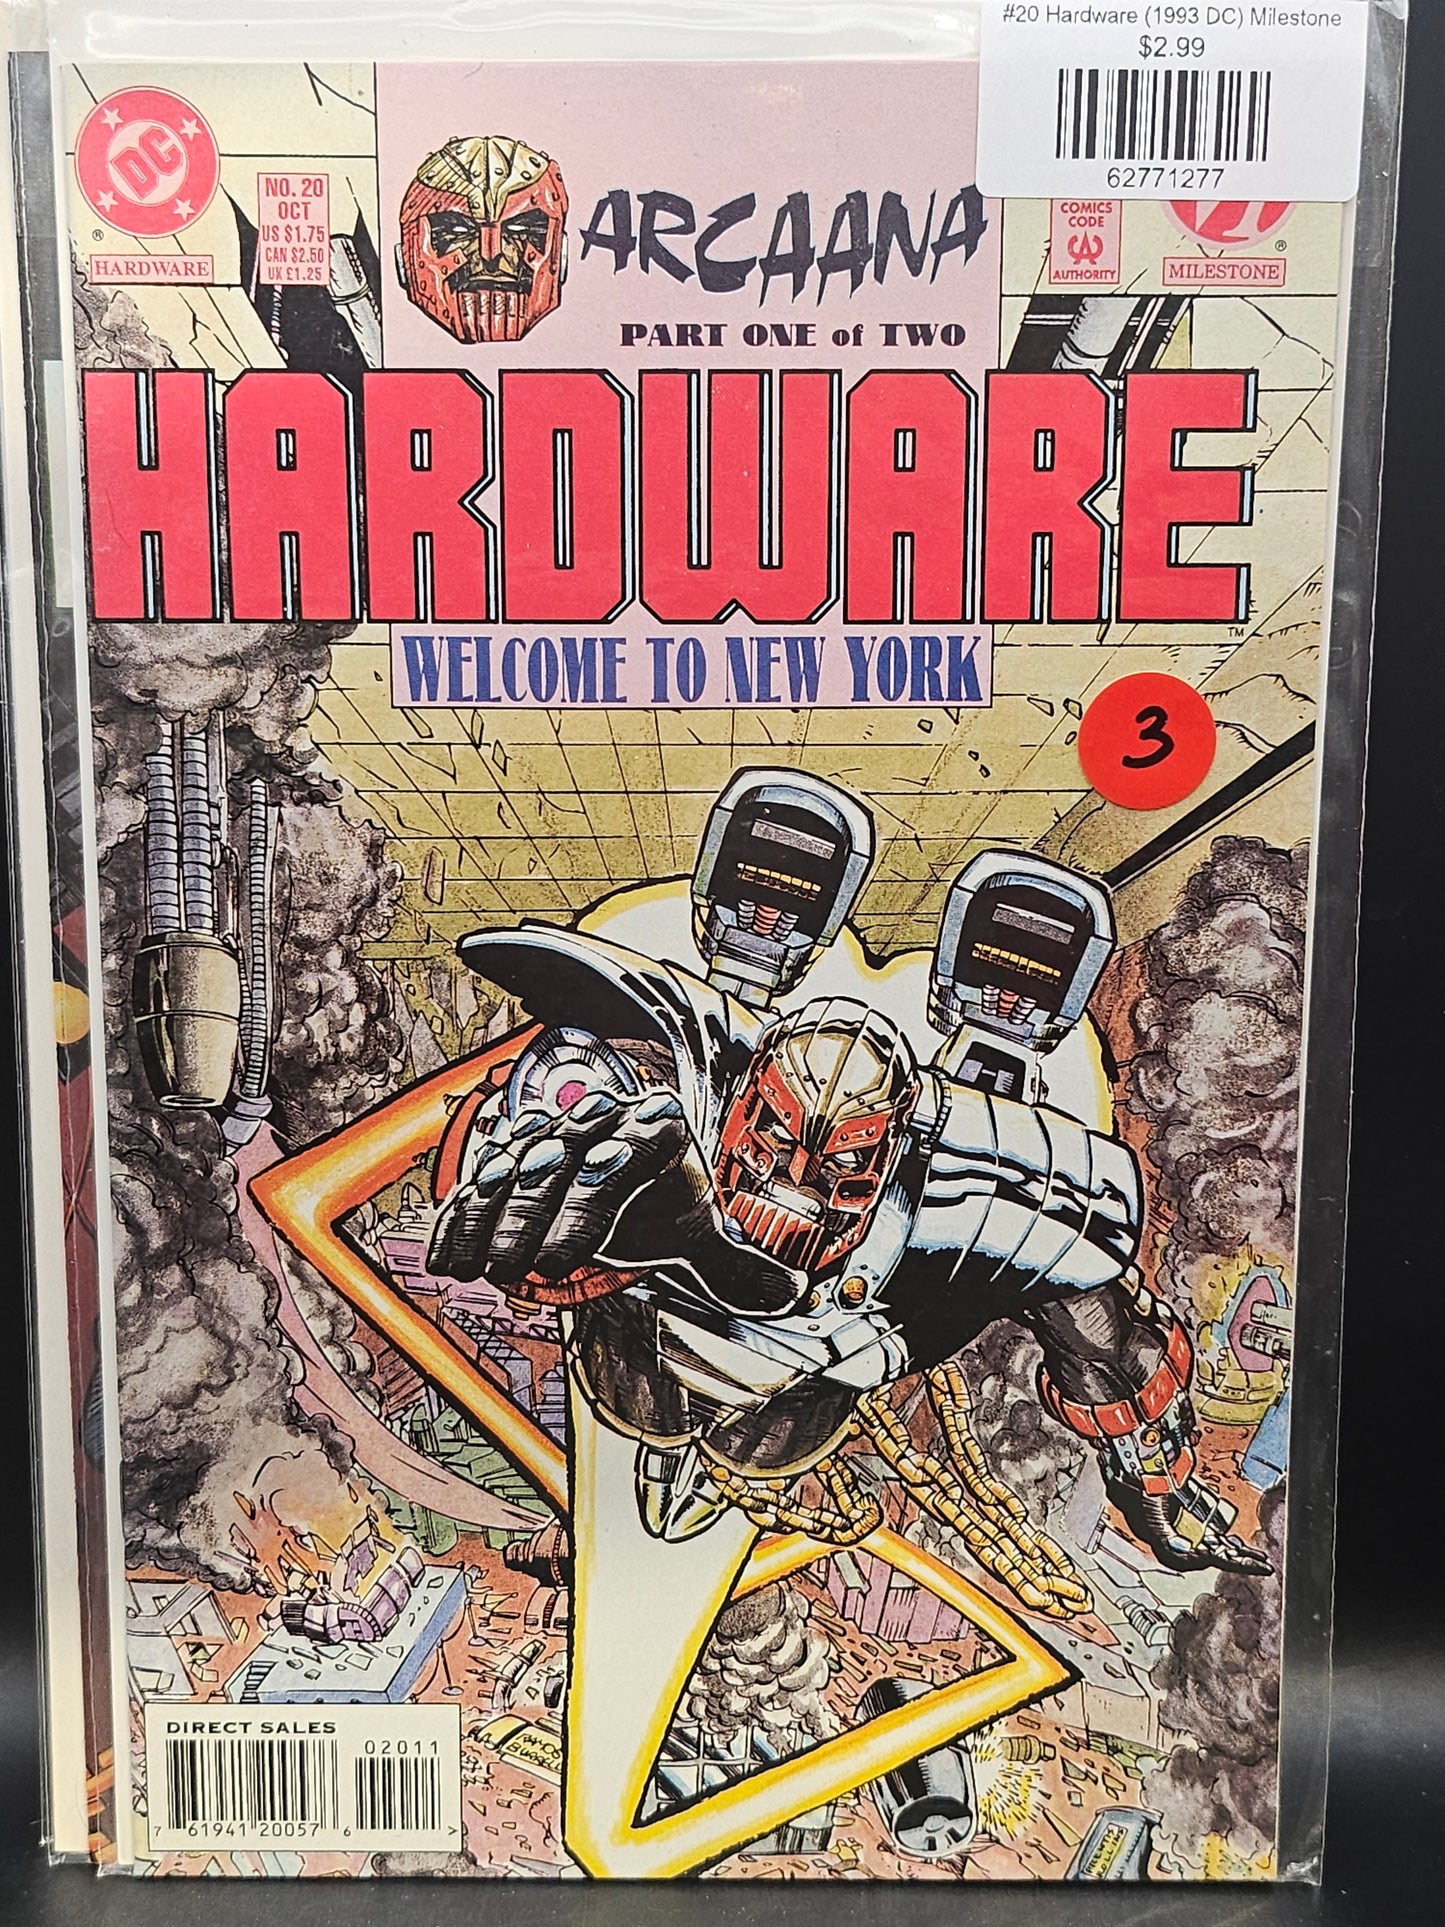 #20 Hardware (1993 DC) Milestone
$2.99
62771277
DC
®
HARDWARE
NO. 20
OCT
US $1.75
CAN $2.50
UK £1.25
ARCAANA
PART ONE of TWO
COMICS
CODE
AUTHORITY
®
MILESTONE
HARDWARE
TM
WELCOME TO NEW YORK
3
DIRECT SALES
02011
7 61941 20057 6 >